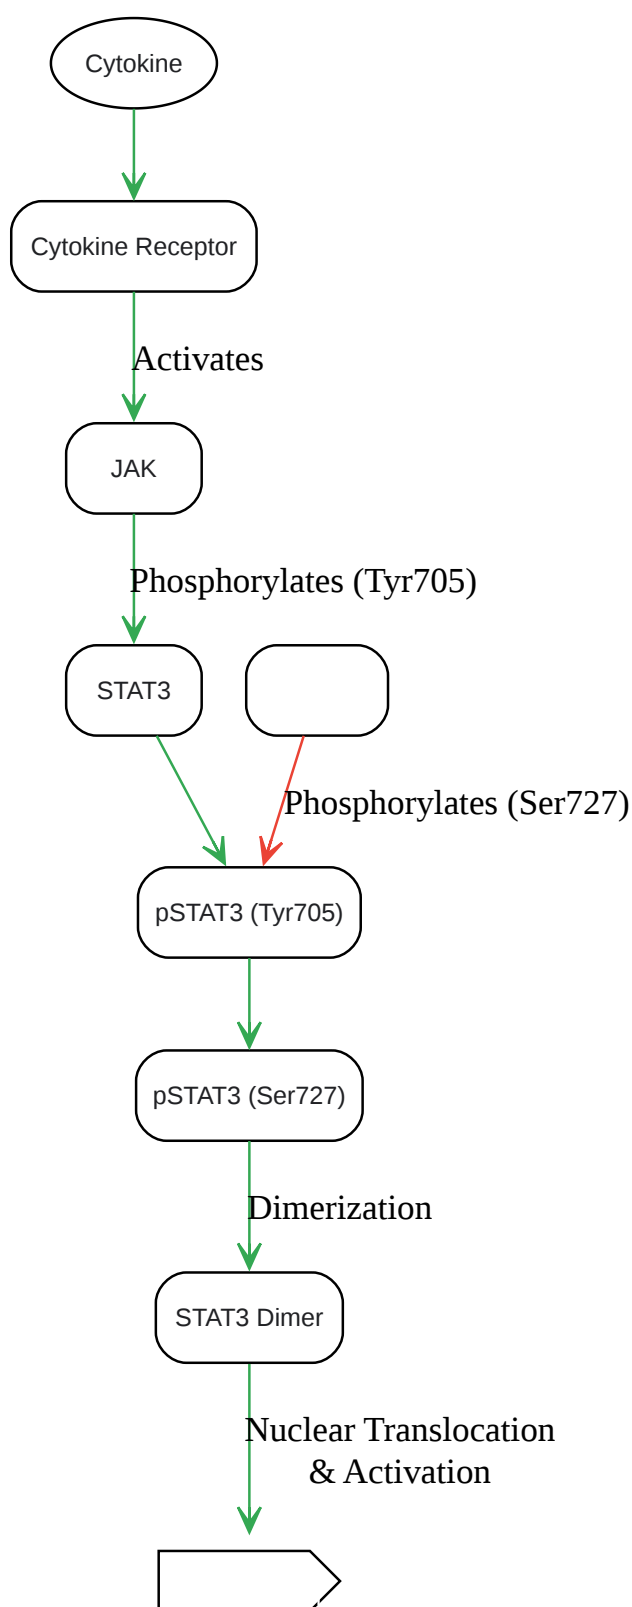 Cytokine
Cytokine Receptor
Activates
JAK
Phosphorylates (Tyr705)
STAT3
Phosphorylates (Ser727)
pSTAT3 (Tyr705)
pSTAT3 (Ser727)
Dimerization
STAT3 Dimer
Nuclear Translocation
& Activation